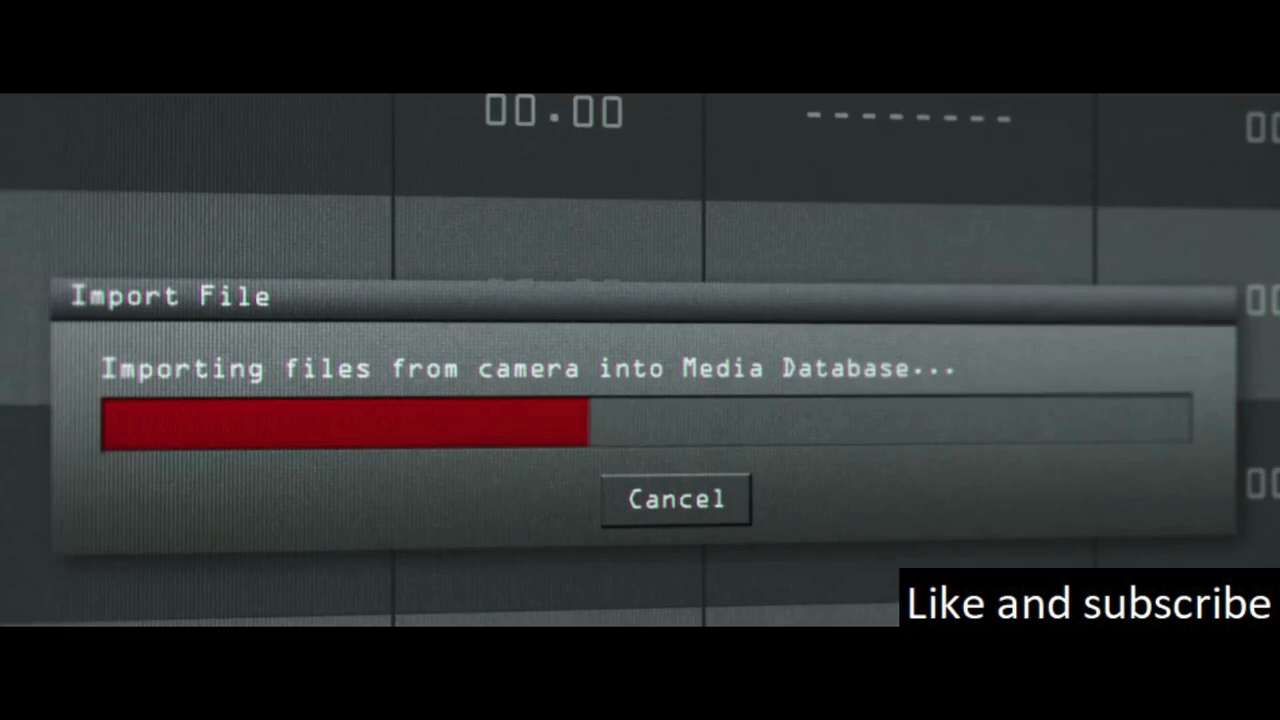 00.00
--------
Import File
Importing files from camera into Media Database...
Cancel
Like and subscribe